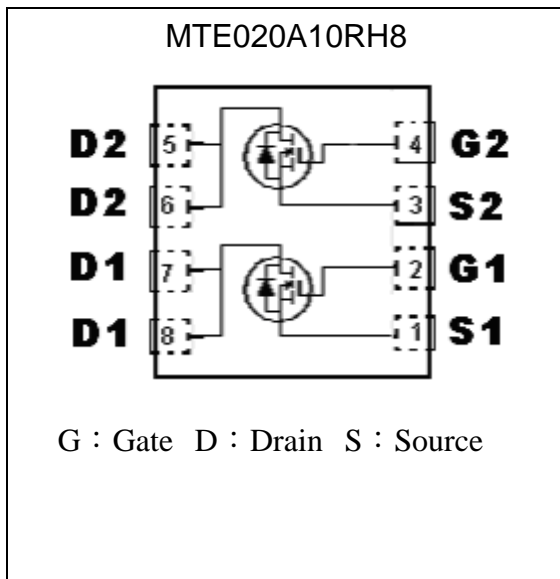 MTE020A10RH8
D2 5 4 G2
D2 6 3 S2
D1 7 2 G1
D1 8 1 S1
G：Gate D：Drain S：Source